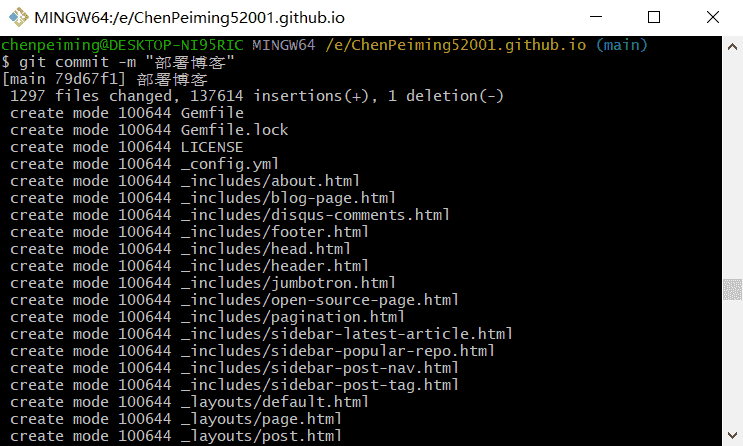 MINGW64:/e/ChenPeiming52001.github.io
chenpeiming@DESKTOP-NI95RIC MINGW64 /e/ChenPeiming52001.github.io (main)
$ git commit -m "部署博客"
[main 79d67f1] 部署博客
 1297 files changed, 137614 insertions(+), 1 deletion(-)
 create mode 100644 Gemfile
 create mode 100644 Gemfile.lock
 create mode 100644 LICENSE
 create mode 100644 _config.yml
 create mode 100644 _includes/about.html
 create mode 100644 _includes/blog-page.html
 create mode 100644 _includes/disqus-comments.html
 create mode 100644 _includes/footer.html
 create mode 100644 _includes/head.html
 create mode 100644 _includes/header.html
 create mode 100644 _includes/jumbotron.html
 create mode 100644 _includes/open-source-page.html
 create mode 100644 _includes/pagination.html
 create mode 100644 _includes/sidebar-latest-article.html
 create mode 100644 _includes/sidebar-popular-repo.html
 create mode 100644 _includes/sidebar-post-nav.html
 create mode 100644 _includes/sidebar-post-tag.html
 create mode 100644 _layouts/default.html
 create mode 100644 _layouts/page.html
 create mode 100644 _layouts/post.html